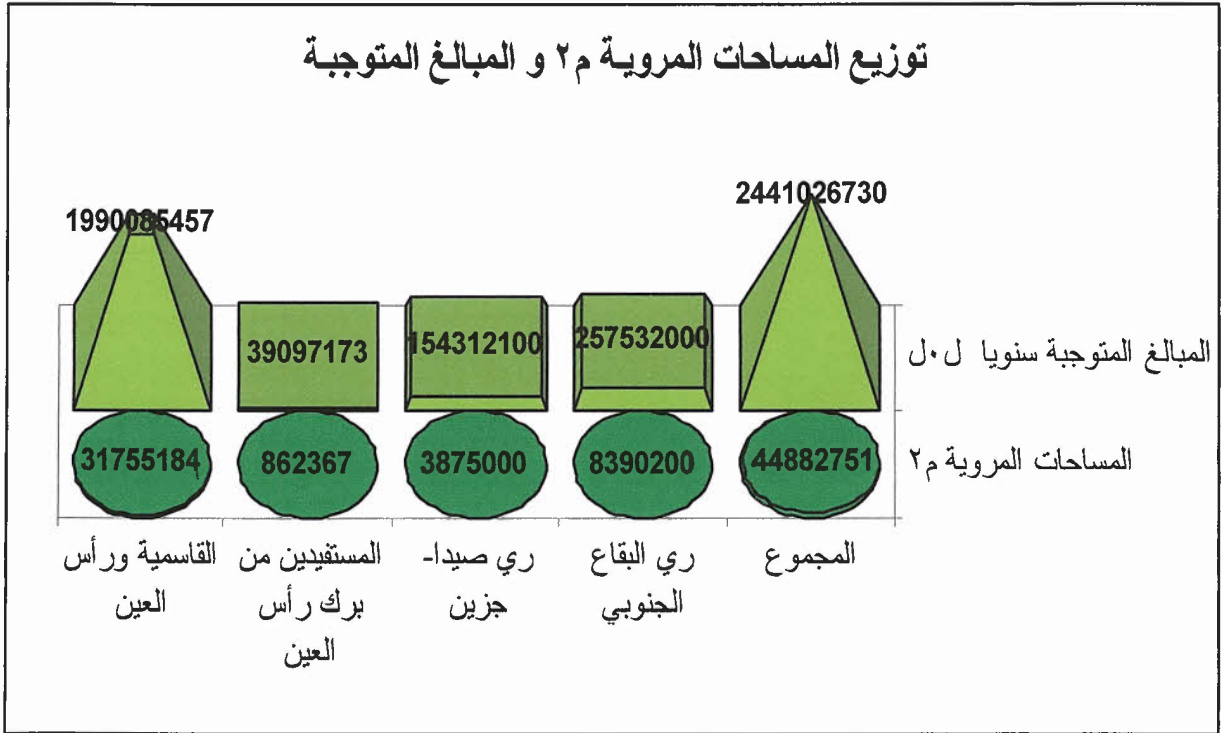 توزيع المساحات المروية م٢ و المبالغ المتوجبة
1990085457
2441026730
39097173
154312100
257532000
المبالغ المتوجبة سنويا ل٠ل
31755184
862367
3875000
8390200
44882751
المساحات المروية م٢
القاسمية ورأس
العين
المستفيدين من
برك رأس
العين
ري صيدا-
جزين
ري البقاع
الجنوبي
المجموع